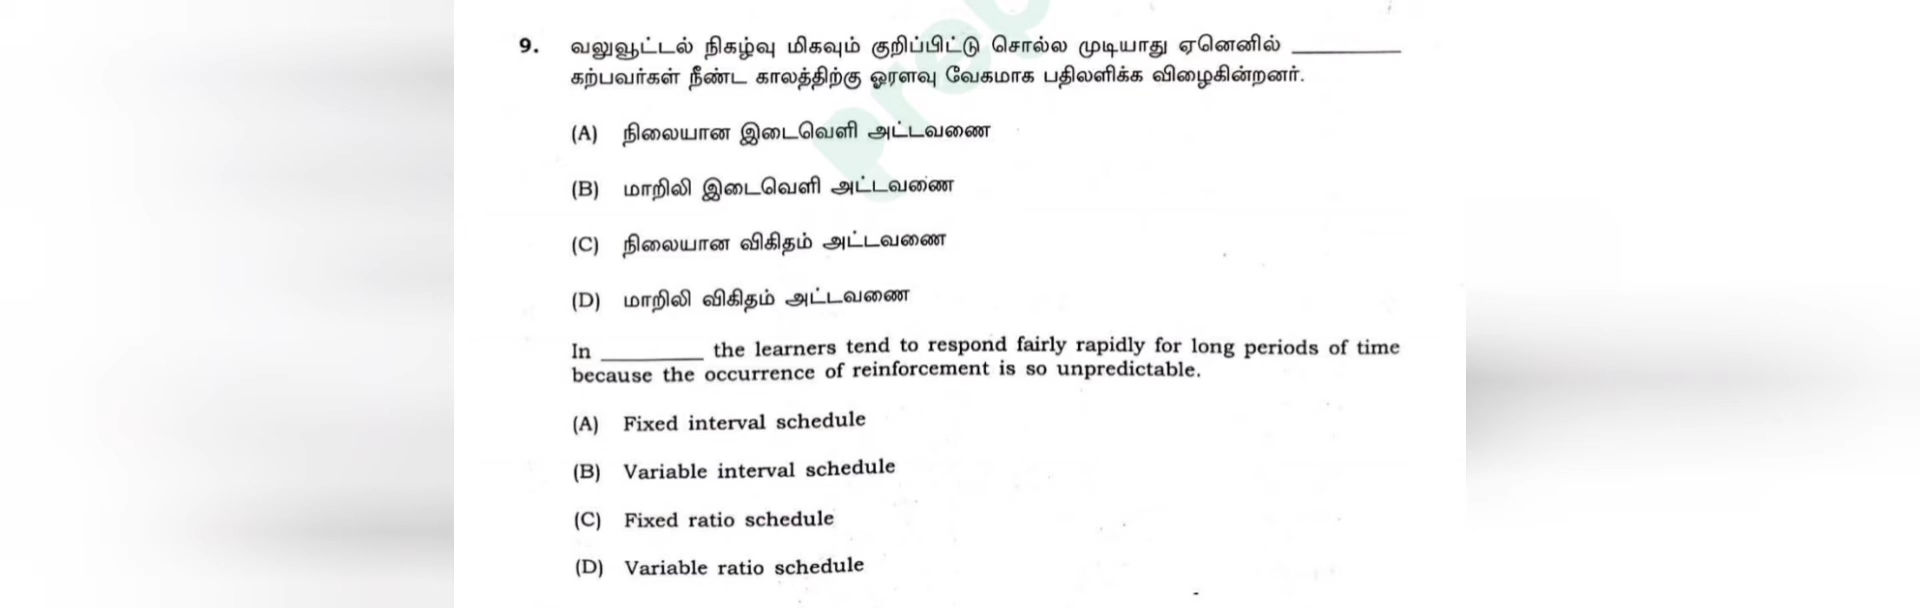 9. வலுவூட்டல் நிகழ்வு மிகவும் குறிப்பிட்டு சொல்ல முடியாது ஏனெனில் ________
கற்பவர்கள் நீண்ட காலத்திற்கு ஓரளவு வேகமாக பதிலளிக்க விழைகின்றனர்.
(A) நிலையான இடைவெளி அட்டவணை
(B) மாறிலி இடைவெளி அட்டவணை
(C) நிலையான விகிதம் அட்டவணை
(D) மாறிலி விகிதம் அட்டவணை
In ________ the learners tend to respond fairly rapidly for long periods of time
because the occurrence of reinforcement is so unpredictable.
(A) Fixed interval schedule
(B) Variable interval schedule
(C) Fixed ratio schedule
(D) Variable ratio schedule